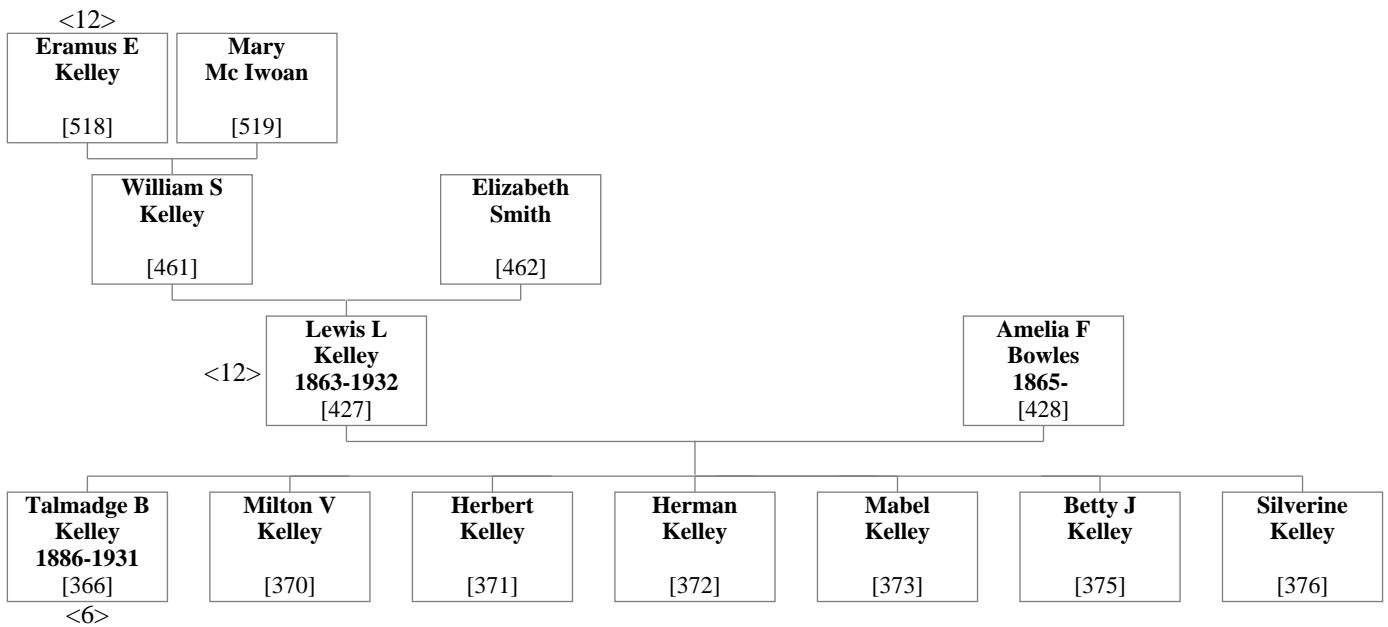 <12>
Eramus E
Kelley
[518]
Mary
Mc Iwoan
[519]
William S
Kelley
[461]
Elizabeth
Smith
[462]
<12>
Lewis L
Kelley
1863-1932
[427]
Amelia F
Bowles
1865-
[428]
Talmadge B
Kelley
1886-1931
[366]
Milton V
Kelley
[370]
Herbert
Kelley
[371]
Herman
Kelley
[372]
Mabel
Kelley
[373]
Betty J
Kelley
[375]
Silverine
Kelley
[376]
<6>